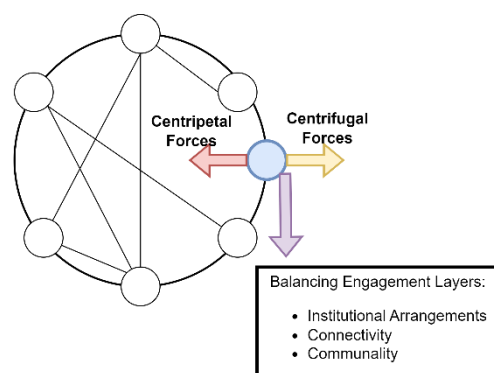 Centripetal
Forces
Centrifugal
Forces
Balancing Engagement Layers:
• Institutional Arrangements
• Connectivity
• Communality